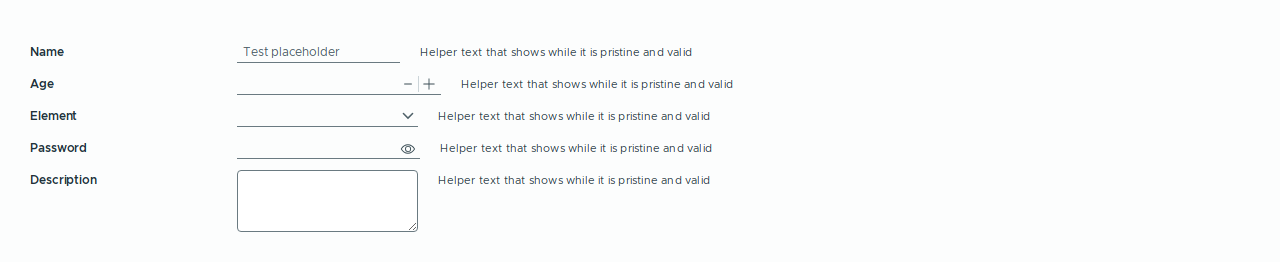 Name Test placeholder Helper text that shows while it is pristine and valid
Age Helper text that shows while it is pristine and valid
Element Helper text that shows while it is pristine and valid
Password Helper text that shows while it is pristine and valid
Description Helper text that shows while it is pristine and valid